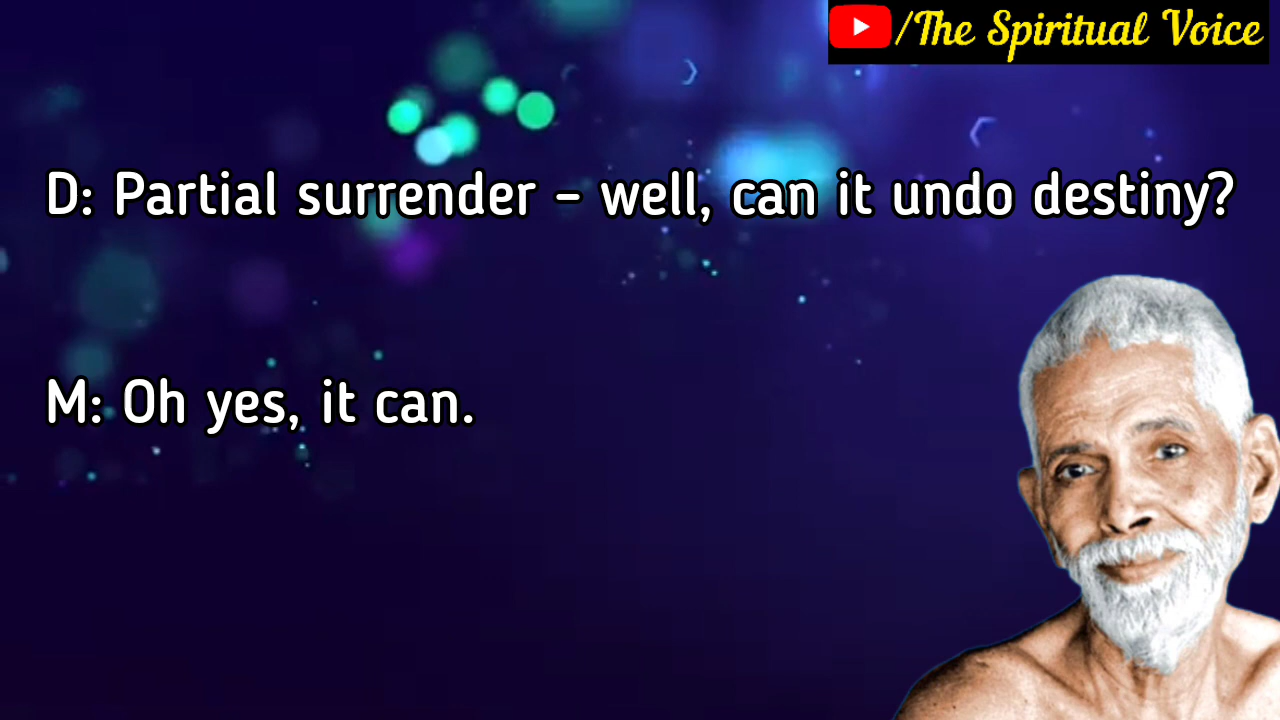 /The Spiritual Voice
D: Partial surrender – well, can it undo destiny?
M: Oh yes, it can.